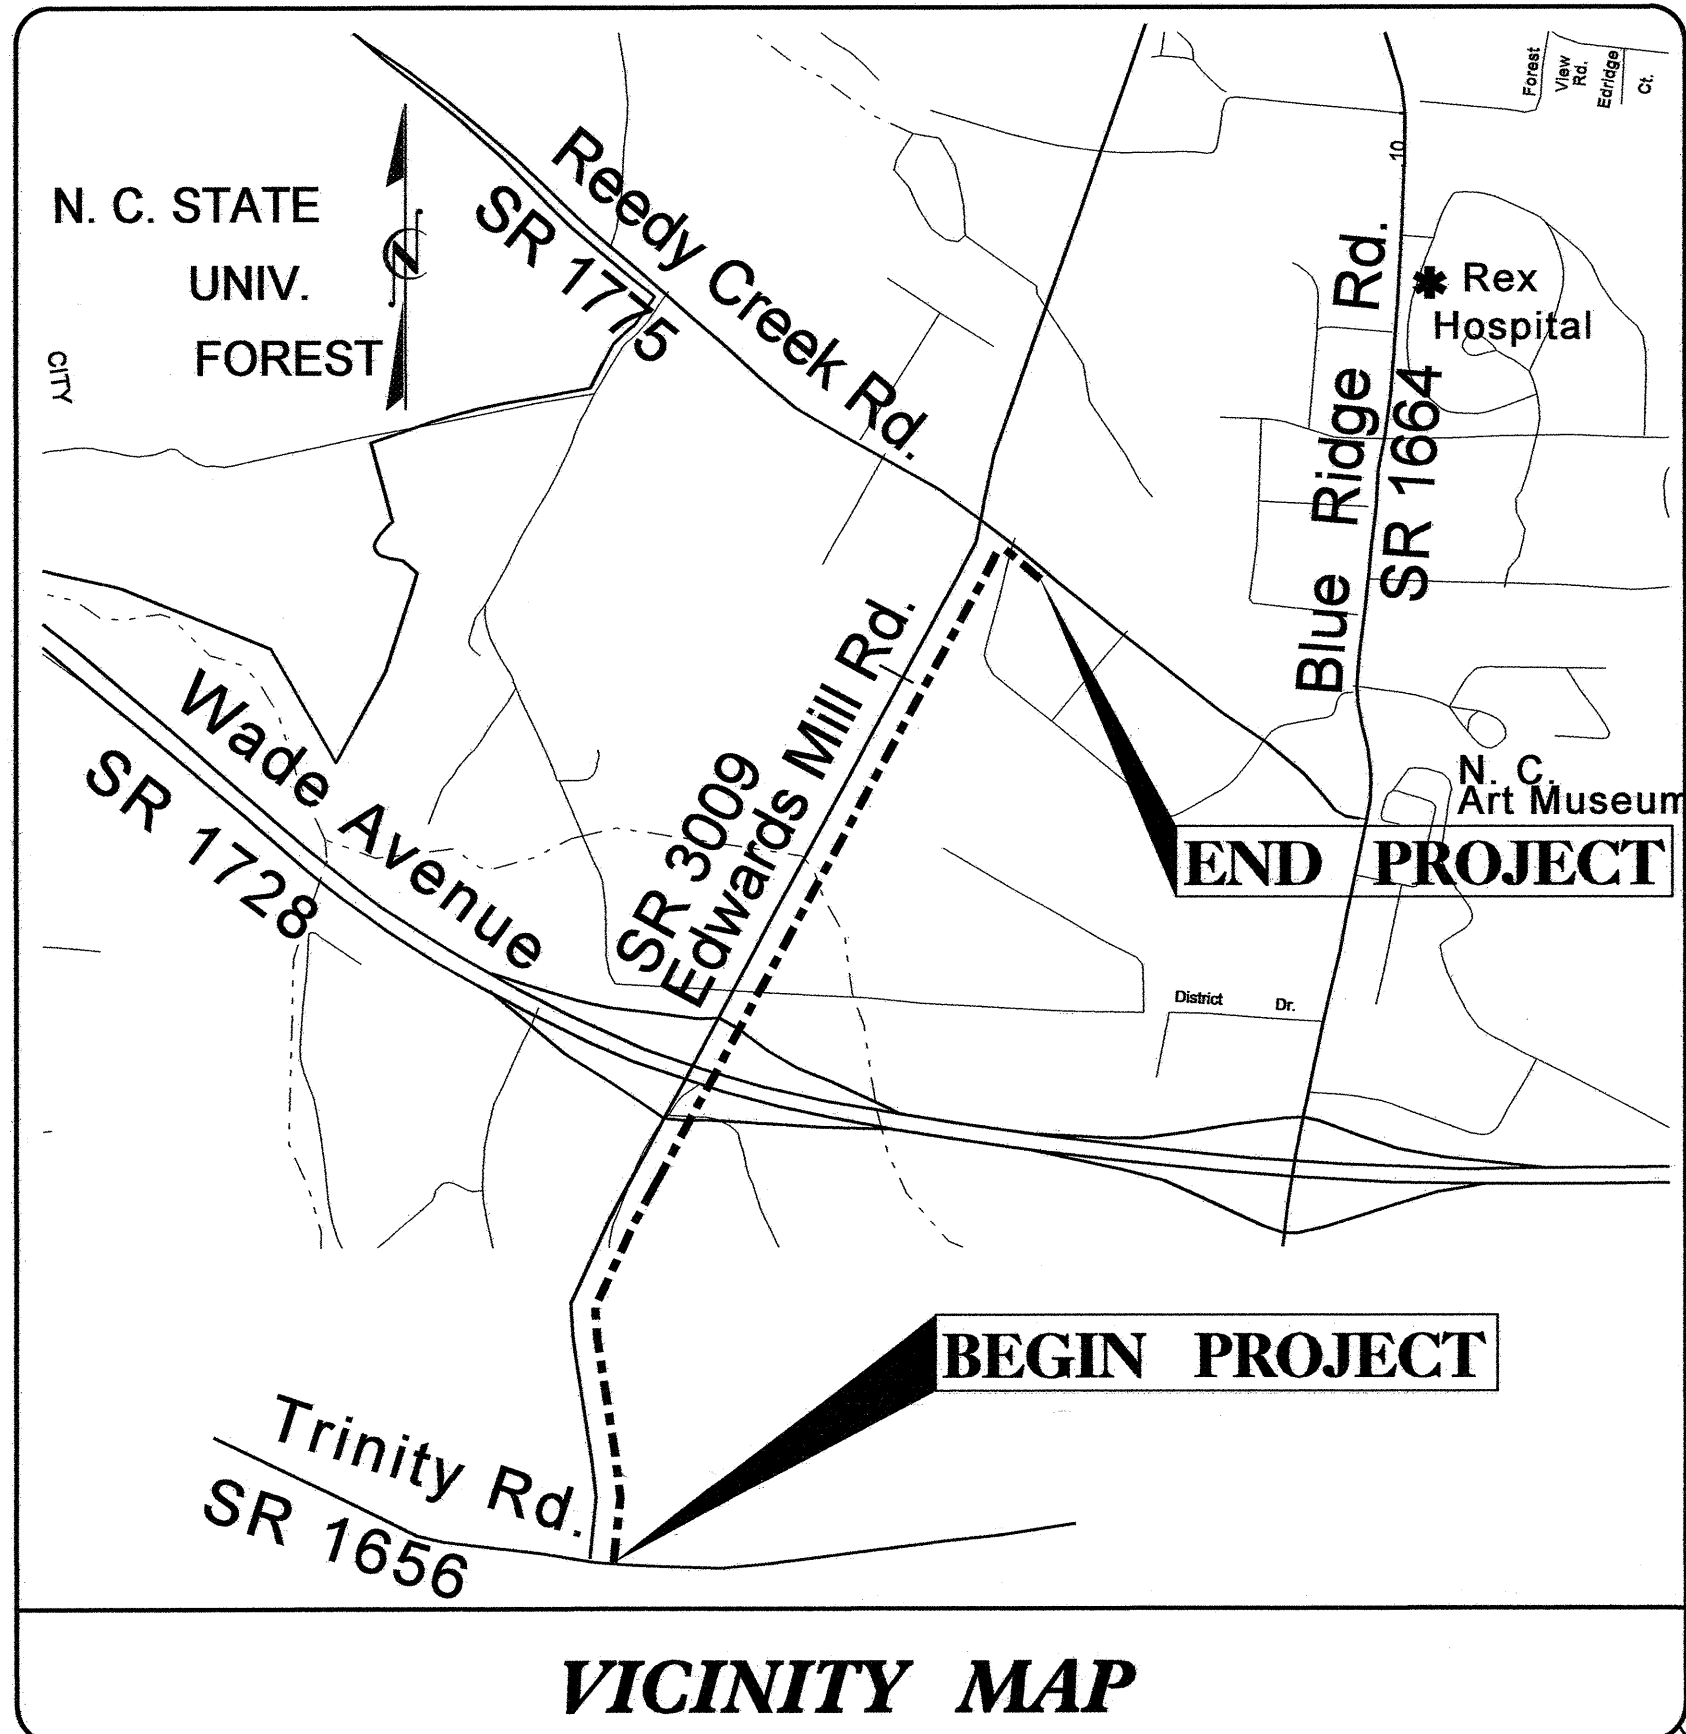 Forest
View
Rd.
Edridge
Ct.
.10
N. C. STATE
UNIV.
FOREST
N
CITY
Reedy Creek Rd.
SR 1775
Blue Ridge Rd.
SR 1664
✱ Rex
Hospital
Wade Avenue
SR 1728
SR 3009
Edwards Mill Rd.
N. C.
Art Museum
END PROJECT
District Dr.
BEGIN PROJECT
Trinity Rd.
SR 1656
VICINITY MAP